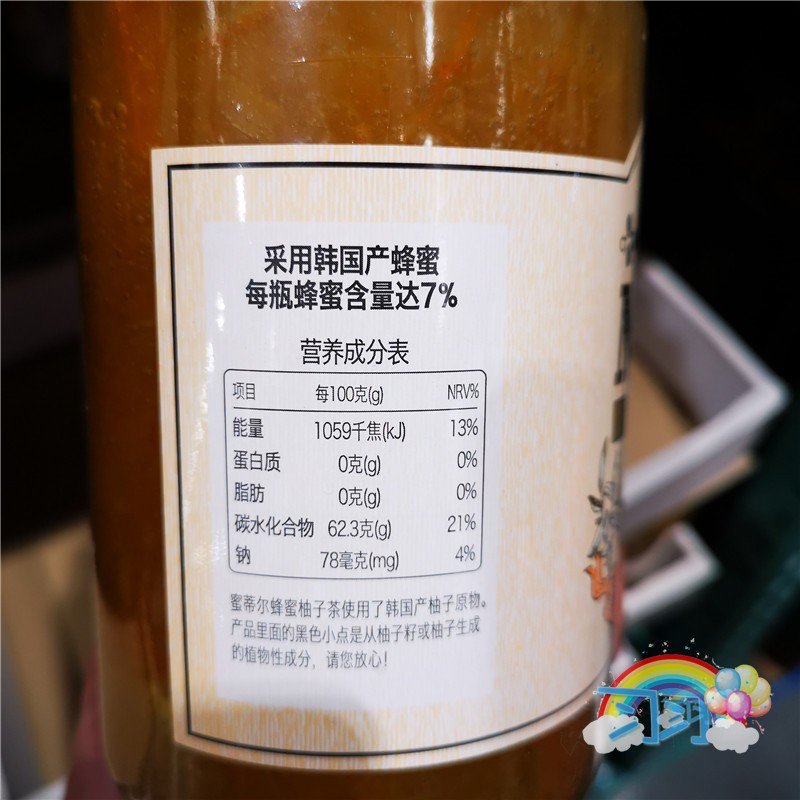 采用韩国产蜂蜜
每瓶蜂蜜含量达7%
营养成分表
项目 每100克(g) NRV%
能量 1059千焦(kJ) 13%
蛋白质 0克(g) 0%
脂肪 0克(g) 0%
碳水化合物 62.3克(g) 21%
钠 78毫克(mg) 4%
蜜蒂尔蜂蜜柚子茶使用了韩国产柚子原物。
产品里面的黑色小点是从柚子籽或柚子生成
的植物性成分，请您放心！